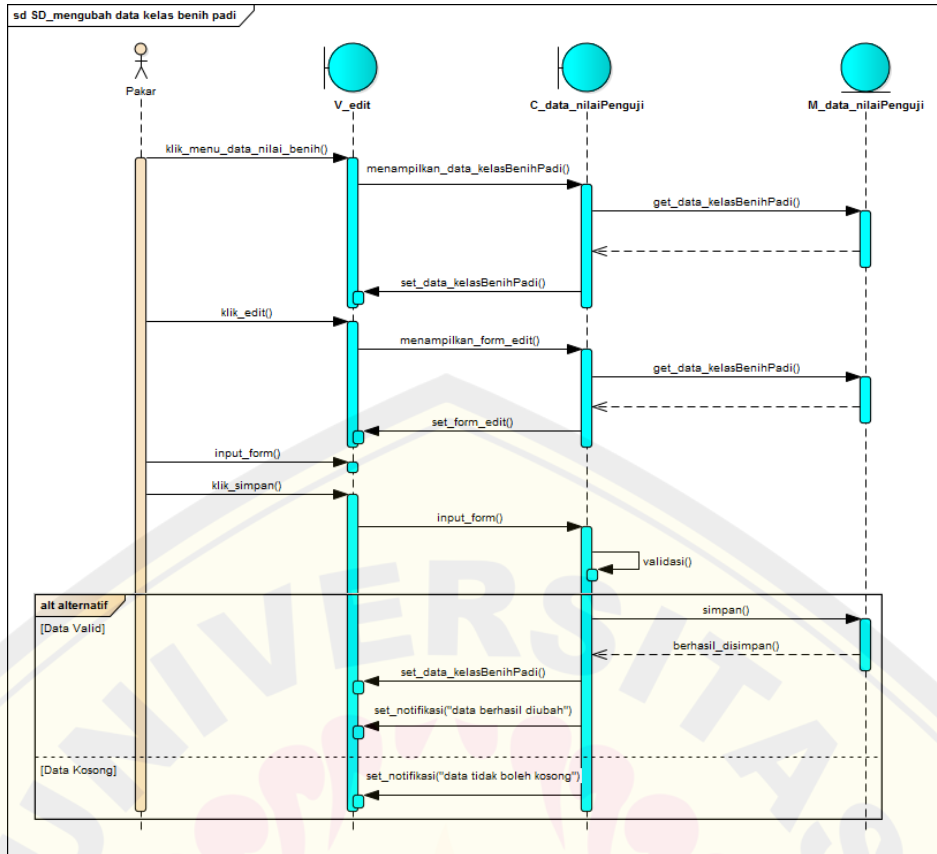 sd SD_mengubah data kelas benih padi
Pakar
V_edit
C_data_nilaiPenguji
M_data_nilaiPenguji
klik_menu_data_nilai_benih()
menampilkan_data_kelasBenihPadi()
get_data_kelasBenihPadi()
set_data_kelasBenihPadi()
klik_edit()
menampilkan_form_edit()
get_data_kelasBenihPadi()
set_form_edit()
input_form()
klik_simpan()
input_form()
validasi()
alt alternatif
simpan()
[Data Valid]
berhasil_disimpan()
set_data_kelasBenihPadi()
set_notifikasi("data berhasil diubah")
[Data Kosong]
set_notifikasi("data tidak boleh kosong")
UNIVERSITAS